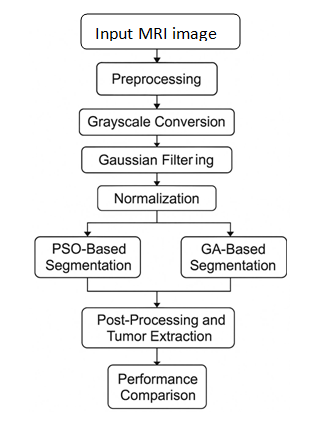 Input MRI image
Preprocessing
Grayscale Conversion
Gaussian Filtering
Normalization
PSO-Based
Segmentation
GA-Based
Segmentation
Post-Processing and
Tumor Extraction
Performance
Comparison